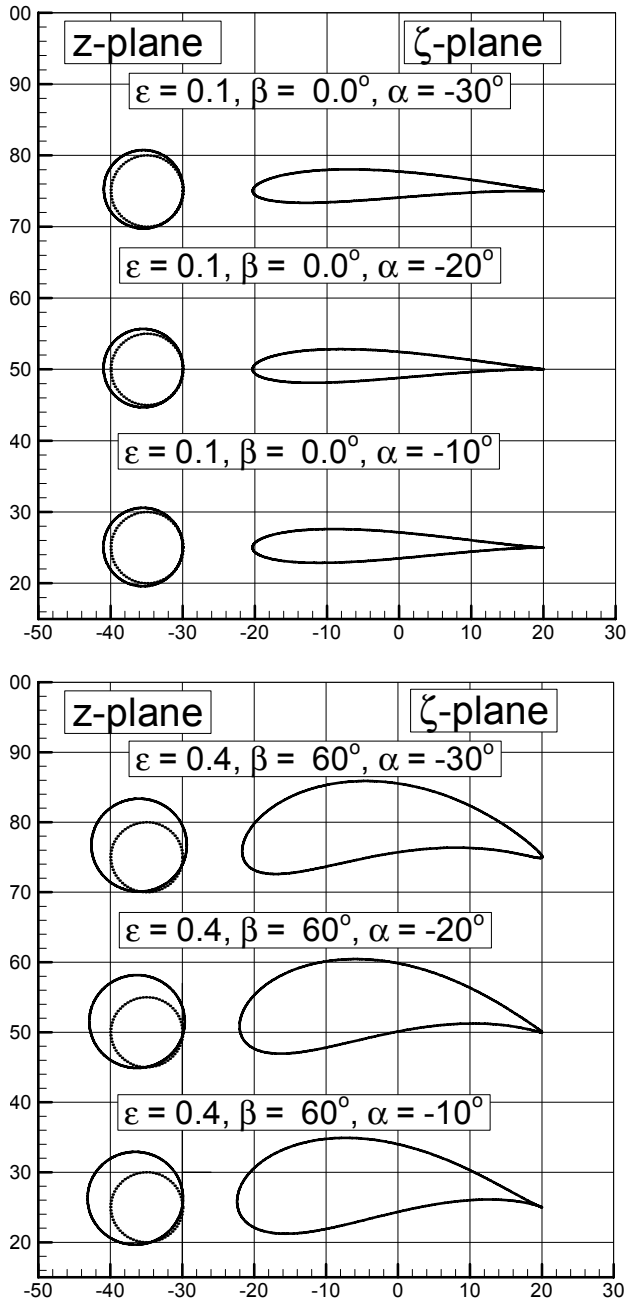 00
z-plane ζ-plane
ε = 0.1, β = 0.0°, α = -30°
90
80
70
ε = 0.1, β = 0.0°, α = -20°
60
50
40
ε = 0.1, β = 0.0°, α = -10°
30
20
-50 -40 -30 -20 -10 0 10 20 30
00
z-plane ζ-plane
90
ε = 0.4, β = 60°, α = -30°
80
70
ε = 0.4, β = 60°, α = -20°
60
50
40
ε = 0.4, β = 60°, α = -10°
30
20
-50 -40 -30 -20 -10 0 10 20 30